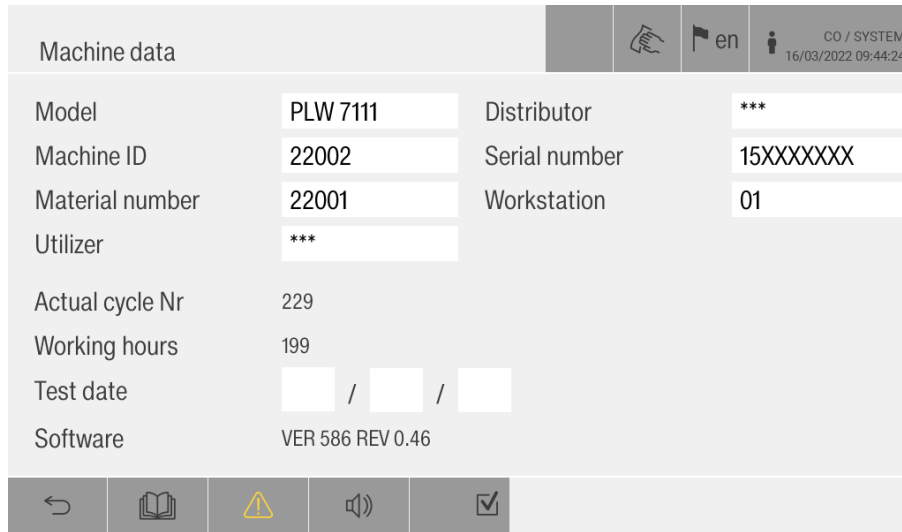 Machine data
en
CO / SYSTEM
16/03/2022 09:44:24
Model PLW 7111 Distributor ***
Machine ID 22002 Serial number 15XXXXXXX
Material number 22001 Workstation 01
Utilizer ***
Actual cycle Nr 229
Working hours 199
Test date / /
Software VER 586 REV 0.46